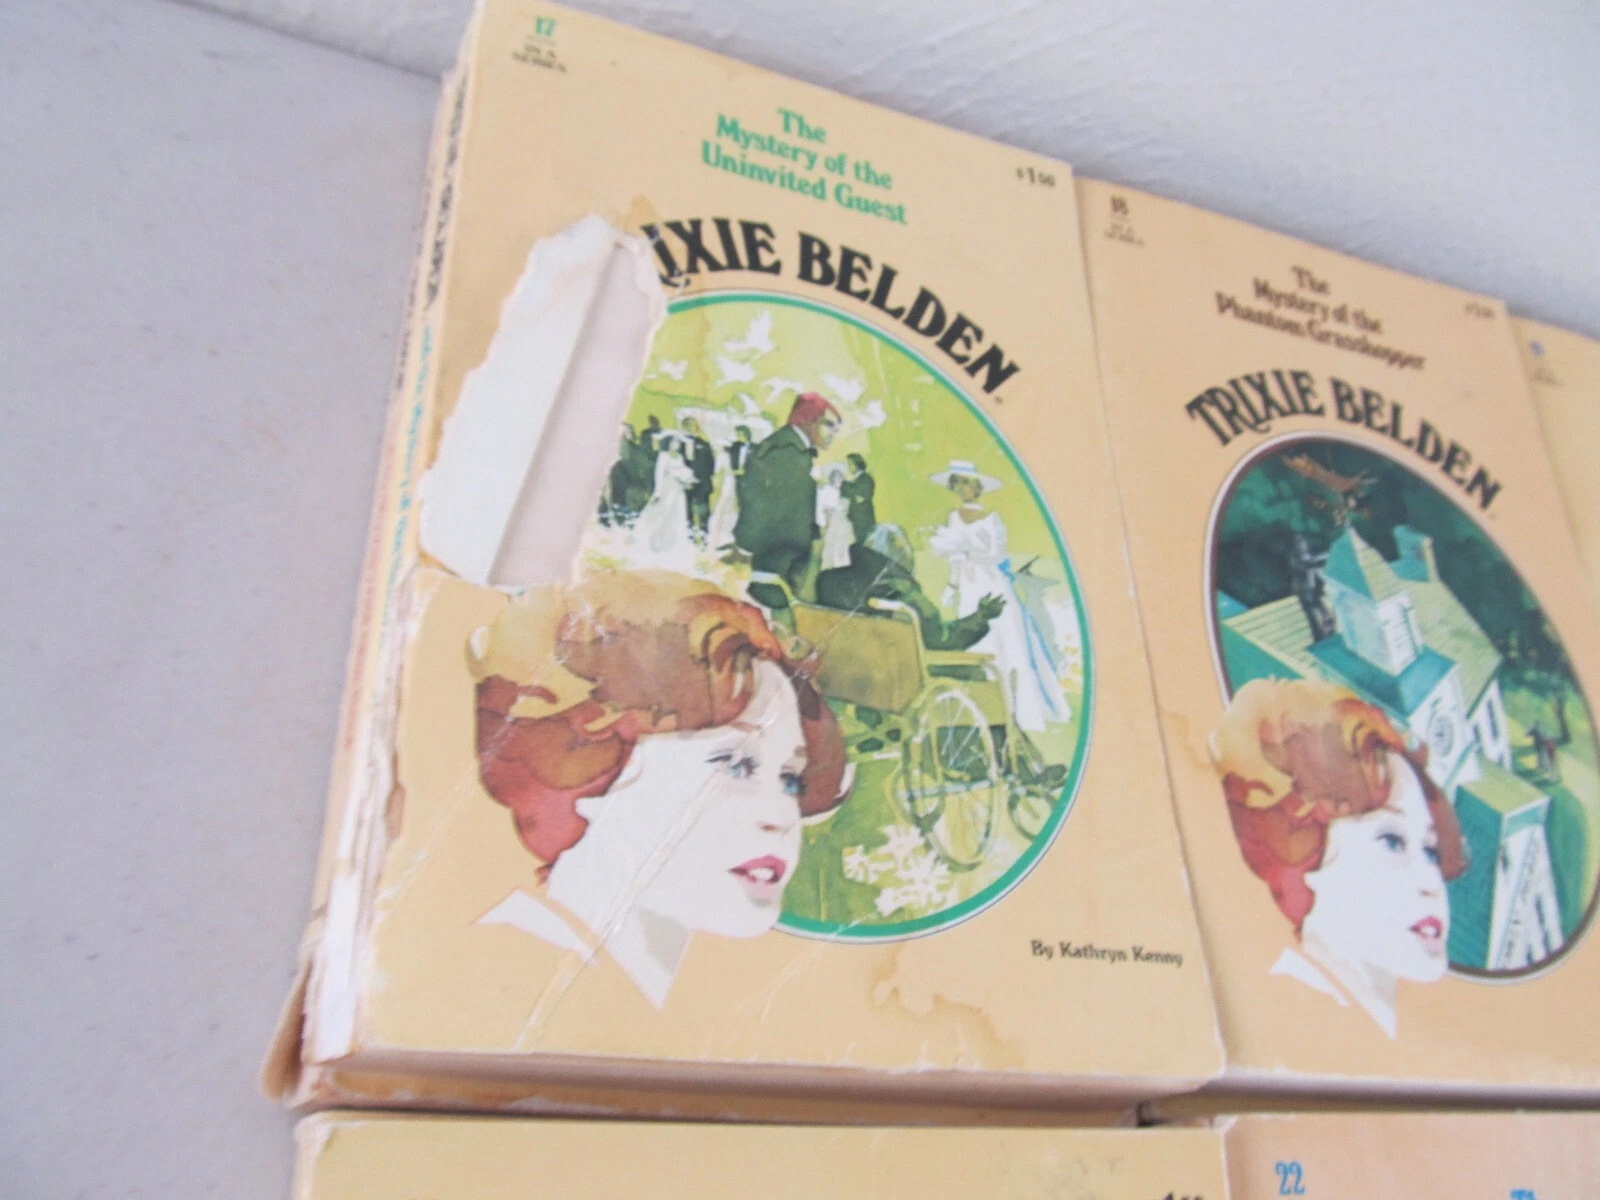 17
The
Mystery of the
Uninvited Guest
$1.50
IXIE BELDEN
By Kathryn Kenny
18
The
Mystery of the
Phantom Grasshopper
TRIXIE BELDEN
22